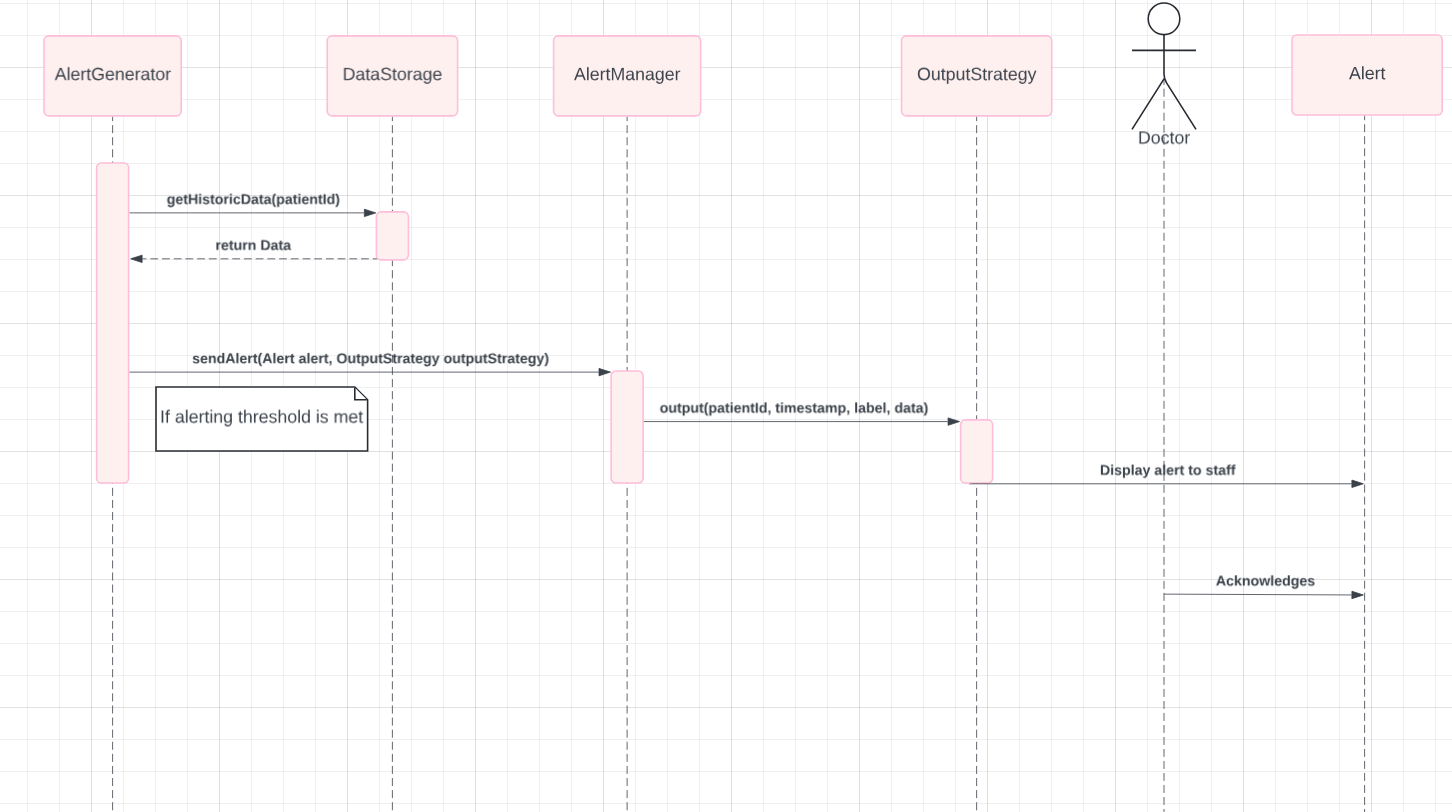 AlertGenerator
DataStorage
AlertManager
OutputStrategy
Doctor
Alert
getHistoricData(patientId)
return Data
sendAlert(Alert alert, OutputStrategy outputStrategy)
If alerting threshold is met
output(patientId, timestamp, label, data)
Display alert to staff
Acknowledges